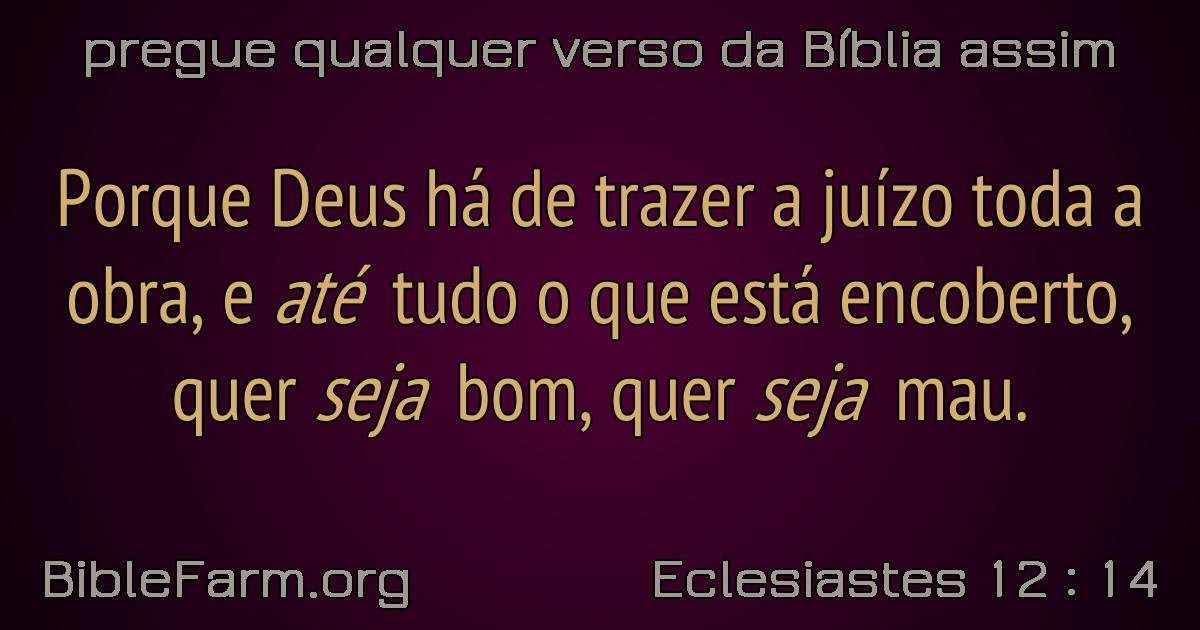 pregue qualquer verso da Bíblia assim
Porque Deus há de trazer a juízo toda a
obra, e até tudo o que está encoberto,
quer seja bom, quer seja mau.
BibleFarm.org
Eclesiastes 12 : 14